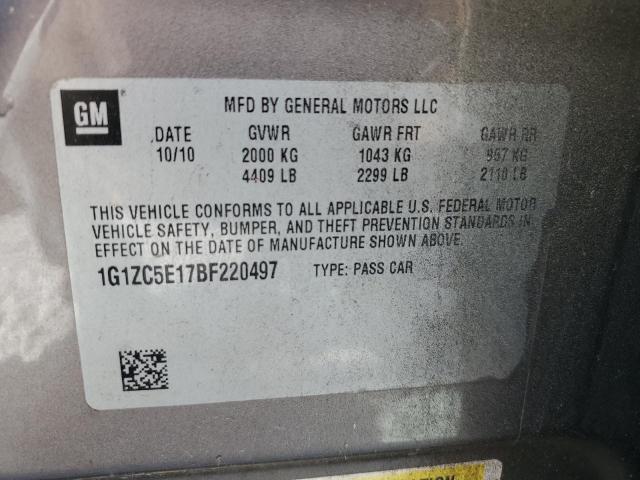 GM
MFD BY GENERAL MOTORS LLC
DATE GVWR GAWR FRT GAWR RR
10/10 2000 KG 1043 KG 957 KG
4409 LB 2299 LB 2110 LB
THIS VEHICLE CONFORMS TO ALL APPLICABLE U.S. FEDERAL MOTOR
VEHICLE SAFETY, BUMPER, AND THEFT PREVENTION STANDARDS IN
EFFECT ON THE DATE OF MANUFACTURE SHOWN ABOVE.
1G1ZC5E17BF220497 TYPE: PASS CAR